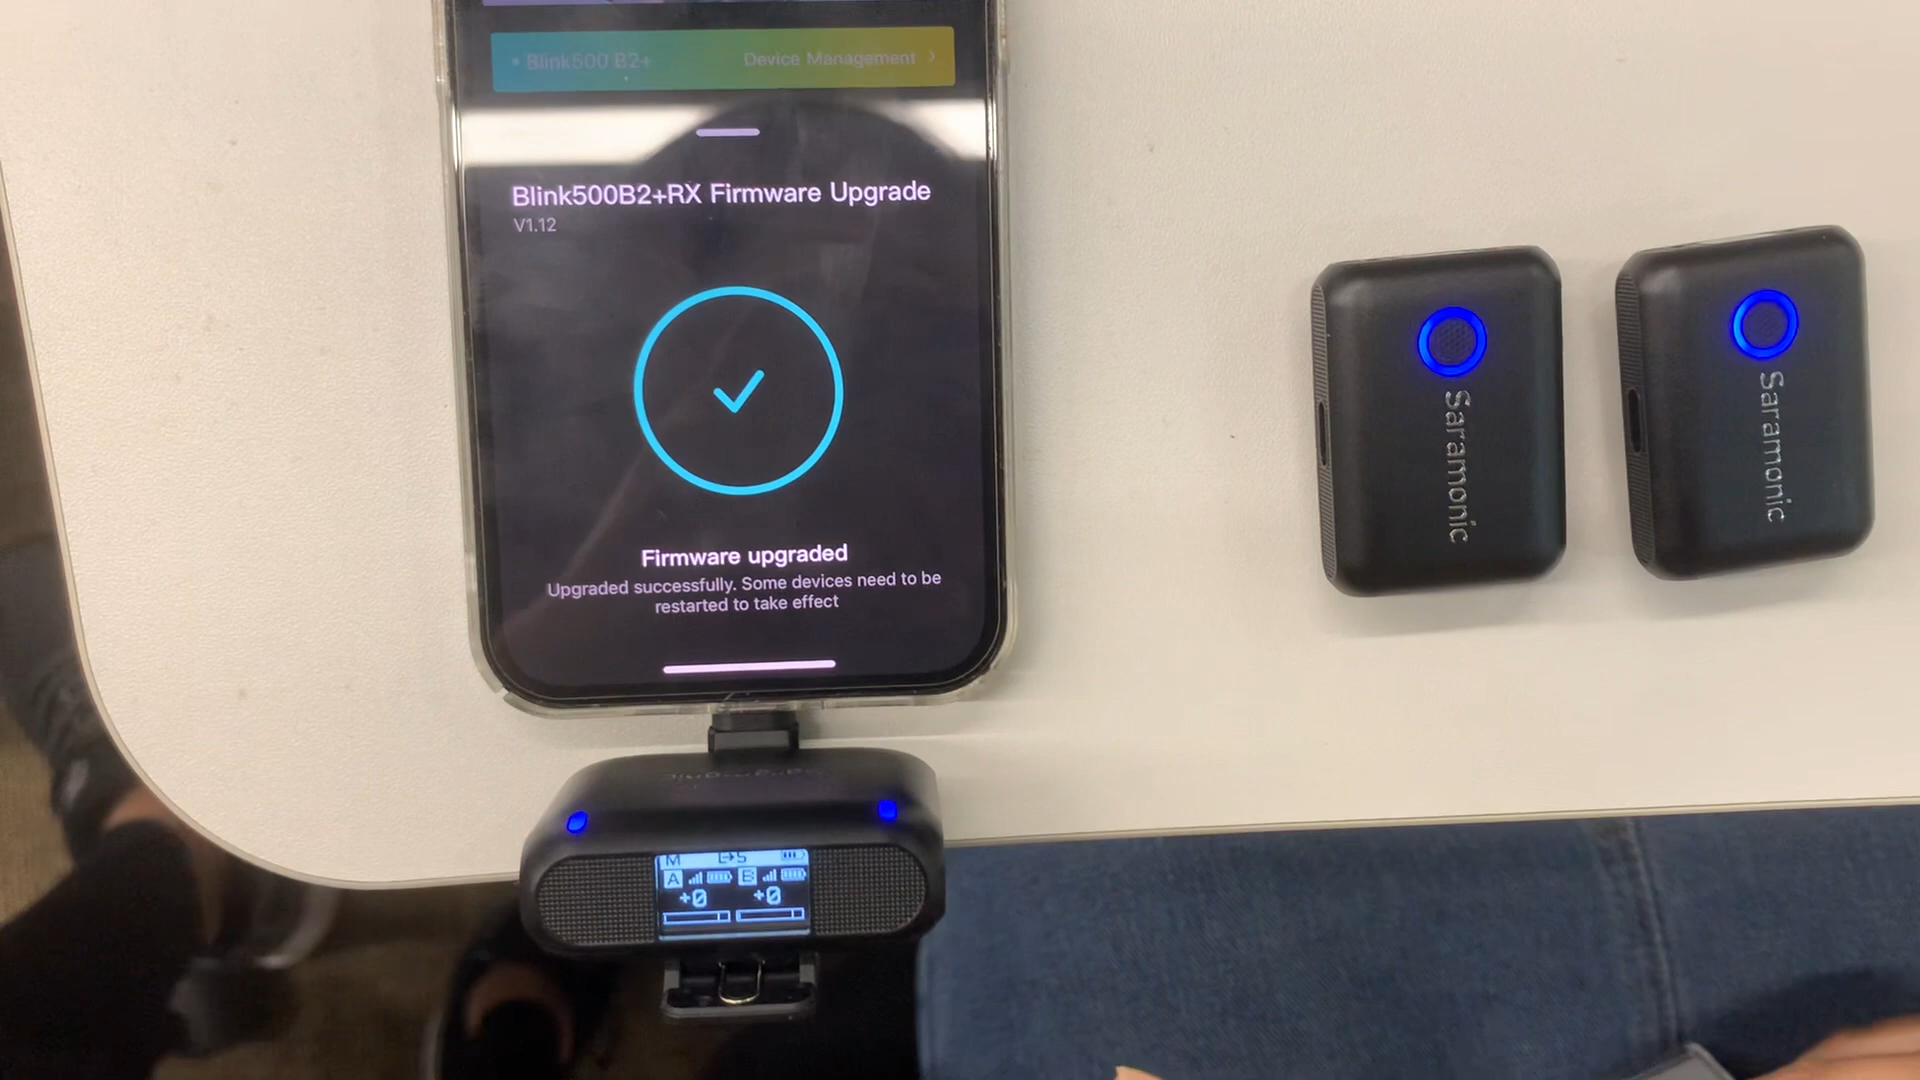 Blink500 B2+ Device Management
Blink500B2+RX Firmware Upgrade
V1.12
Firmware upgraded
Upgraded successfully. Some devices need to be
restarted to take effect
Saramonic
Saramonic
M S
A B
+0 +0